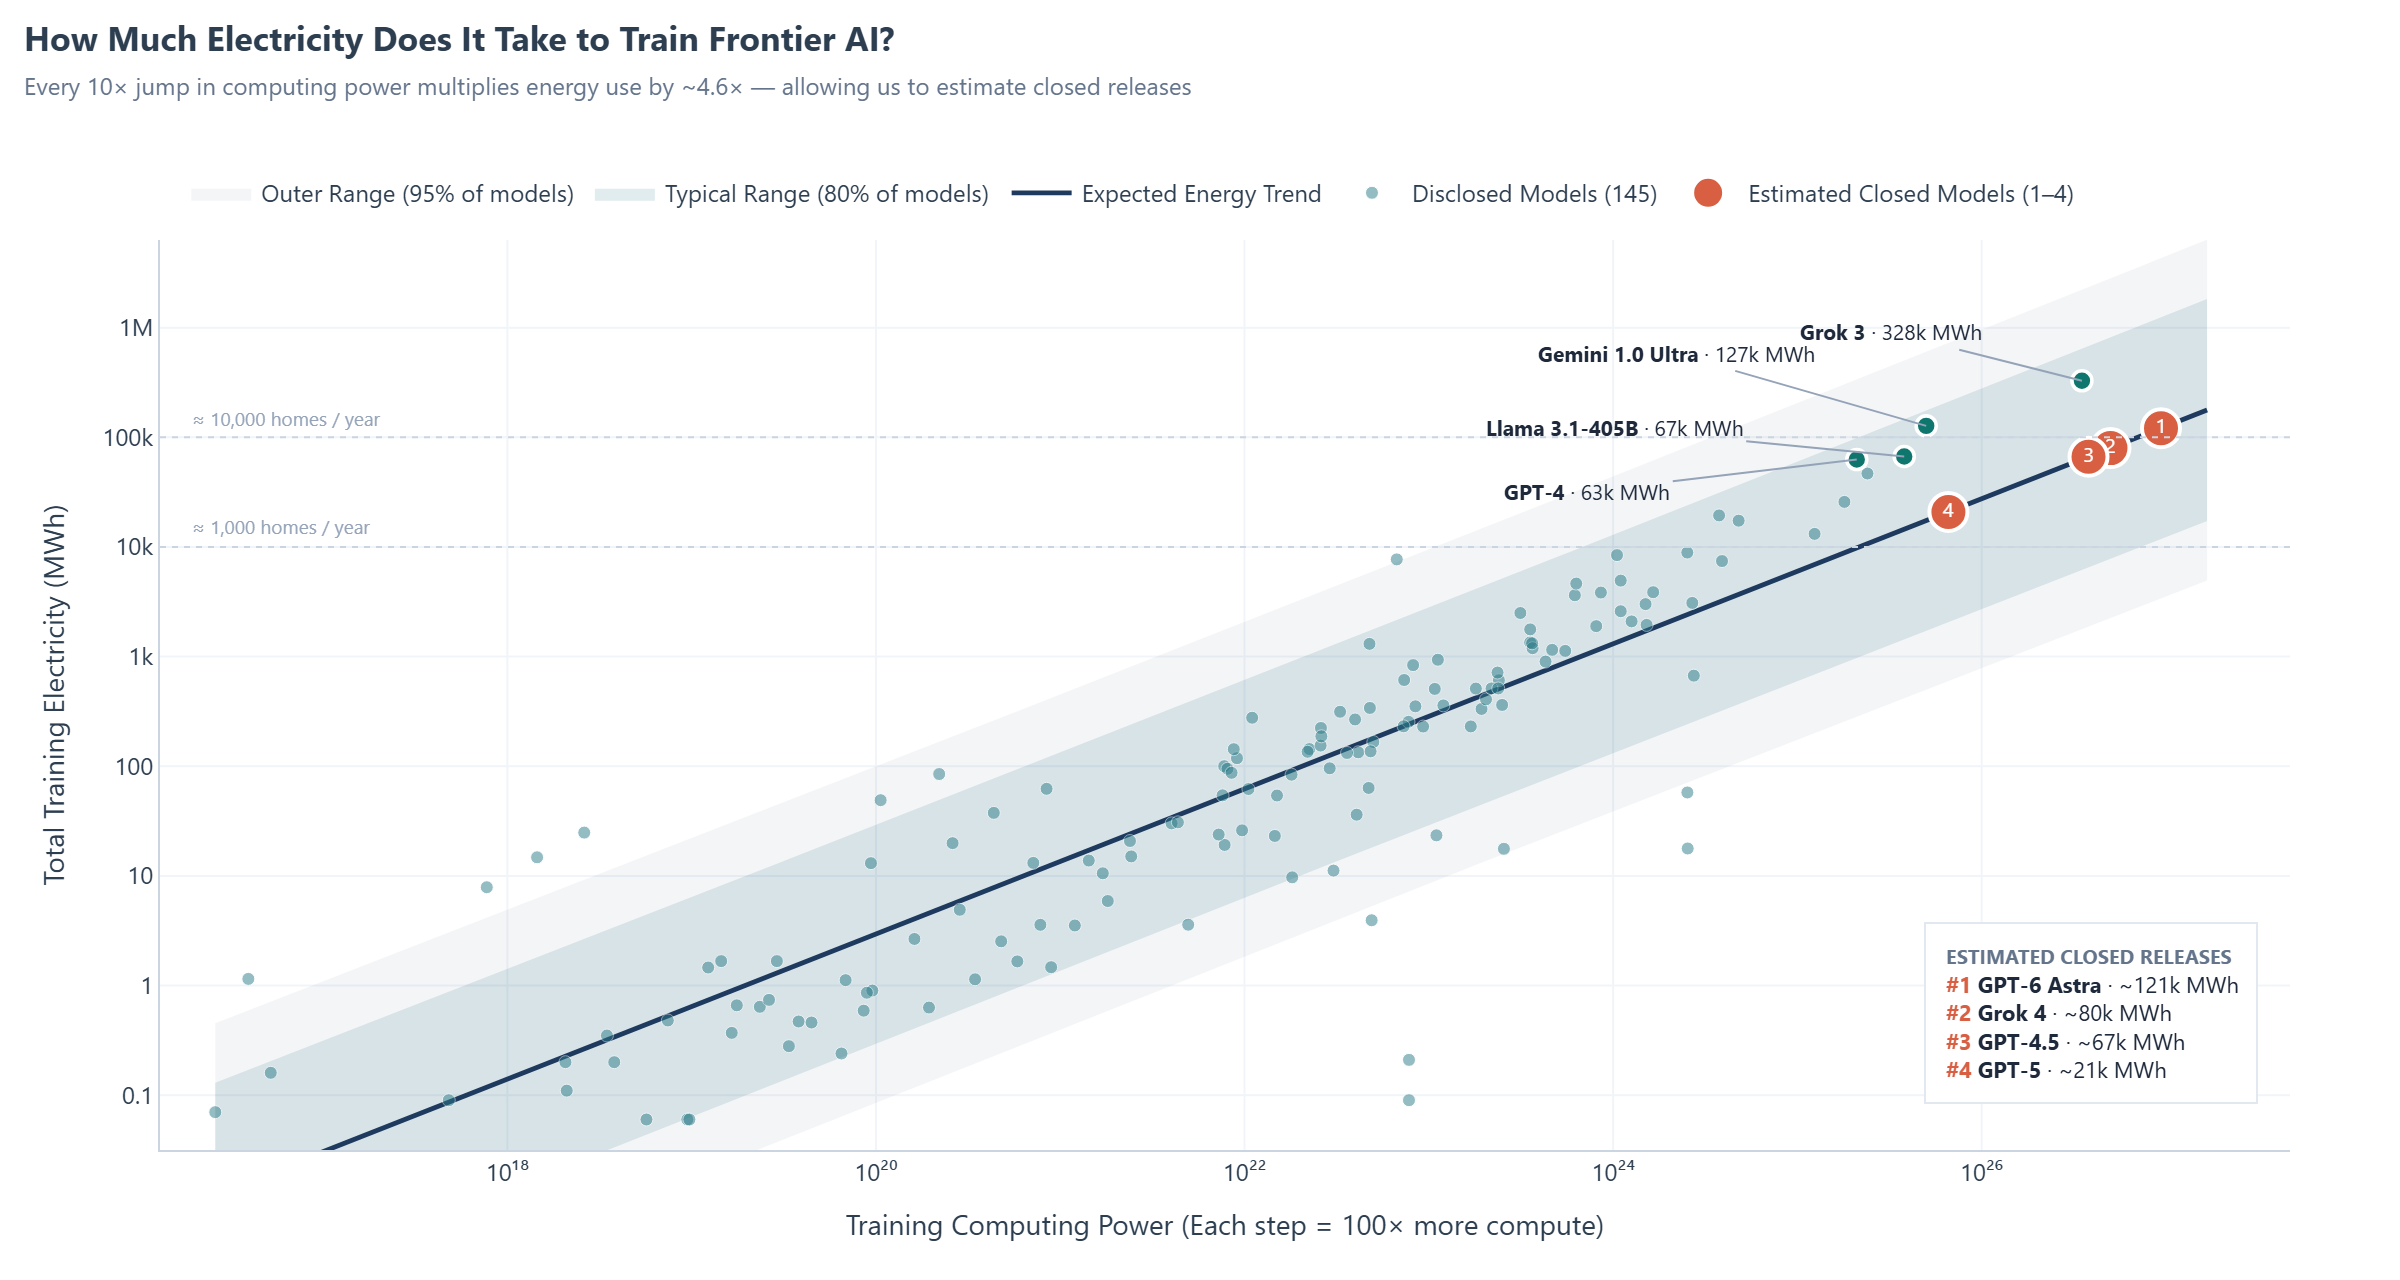 How Much Electricity Does It Take to Train Frontier AI?
Every 10× jump in computing power multiplies energy use by ~4.6× — allowing us to estimate closed releases
Outer Range (95% of models)
Typical Range (80% of models)
Expected Energy Trend
Disclosed Models (145)
Estimated Closed Models (1–4)
Total Training Electricity (MWh)
1M
100k
10k
1k
100
10
1
0.1
≈ 10,000 homes / year
≈ 1,000 homes / year
Grok 3 · 328k MWh
Gemini 1.0 Ultra · 127k MWh
Llama 3.1-405B · 67k MWh
GPT-4 · 63k MWh
1
2
3
4
ESTIMATED CLOSED RELEASES
#1 GPT-6 Astra · ~121k MWh
#2 Grok 4 · ~80k MWh
#3 GPT-4.5 · ~67k MWh
#4 GPT-5 · ~21k MWh
10¹⁸
10²⁰
10²²
10²⁴
10²⁶
Training Computing Power (Each step = 100× more compute)